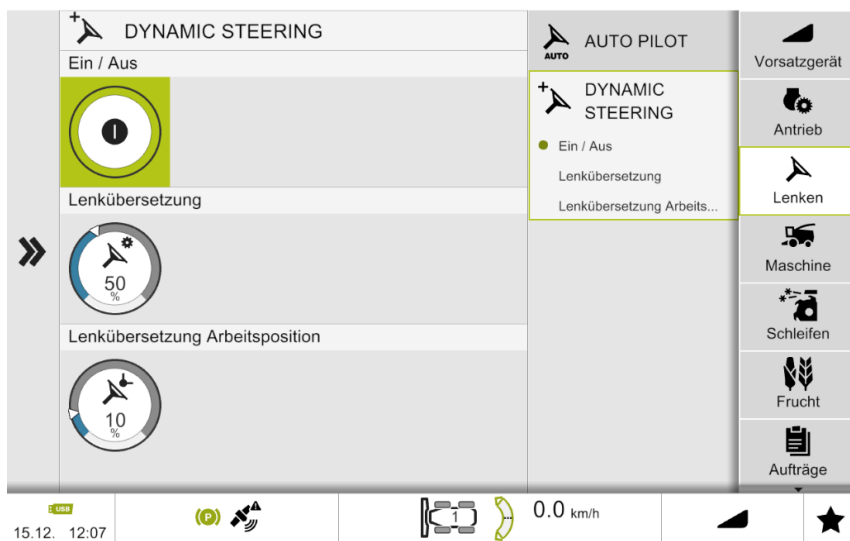 DYNAMIC STEERING
Ein / Aus
Lenkübersetzung
50
%
Lenkübersetzung Arbeitsposition
10
%
AUTO
AUTO PILOT
DYNAMIC
STEERING
Ein / Aus
Lenkübersetzung
Lenkübersetzung Arbeits...
Vorsatzgerät
Antrieb
Lenken
Maschine
Schleifen
Frucht
Aufträge
USB
15.12. 12:07
(P)
1
0.0 km/h